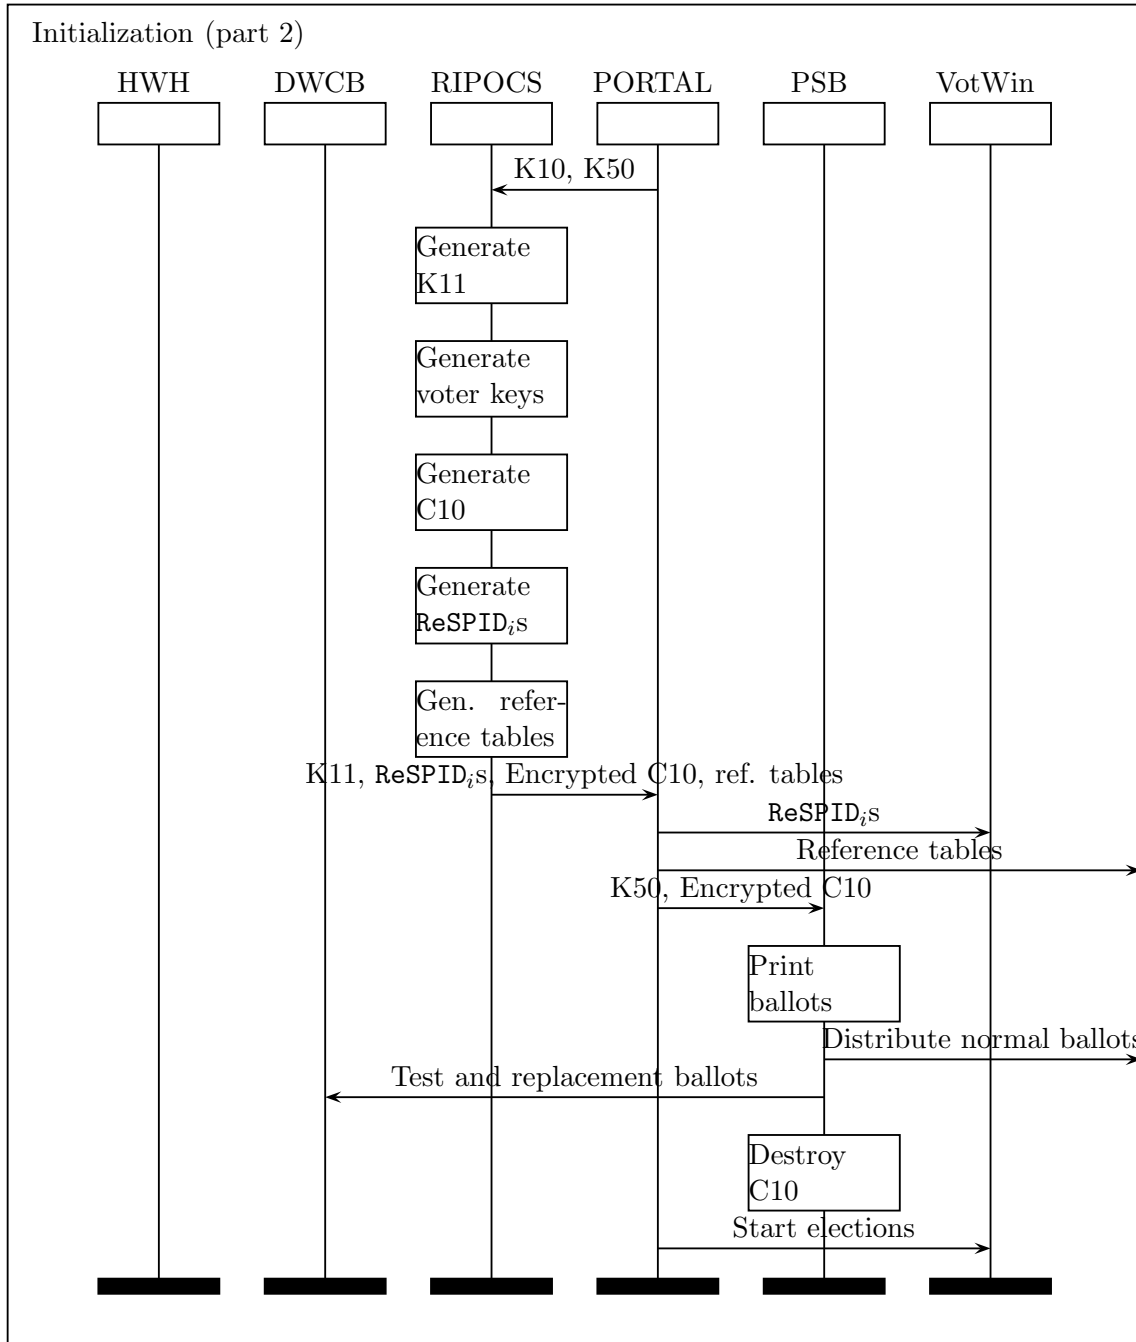 Initialization (part 2)
HWH DWCB RIPOCS PORTAL PSB VotWin
K10, K50
Generate
K11
Generate
voter keys
Generate
C10
Generate
ReSPIDᵢs
Gen. refer-
ence tables
K11, ReSPIDᵢs, Encrypted C10, ref. tables
ReSPIDᵢs
Reference tables
K50, Encrypted C10
Print
ballots
Distribute normal ballots
Test and replacement ballots
Destroy
C10
Start elections